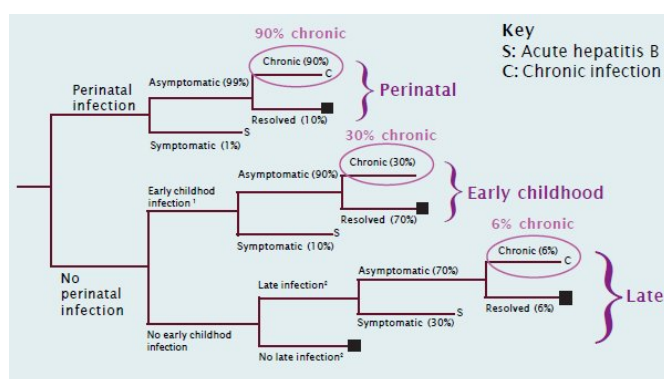 90% chronic
Key
S: Acute hepatitis B
C: Chronic infection
Chronic (90%)
C
Asymptomatic (99%)
Perinatal
infection
Perinatal
Resolved (10%)
S
Symptomatic (1%)
30% chronic
Chronic (30%)
Asymptomatic (90%)
Early childhod
infection 1
Early childhood
Resolved (70%)
S
Symptomatic (10%)
6% chronic
Chronic (6%)
C
Asymptomatic (70%)
No
perinatal
infection
Late infection2
Late
Resolved (6%)
S
Symptomatic (30%)
No early childhood
infection
No late infection2